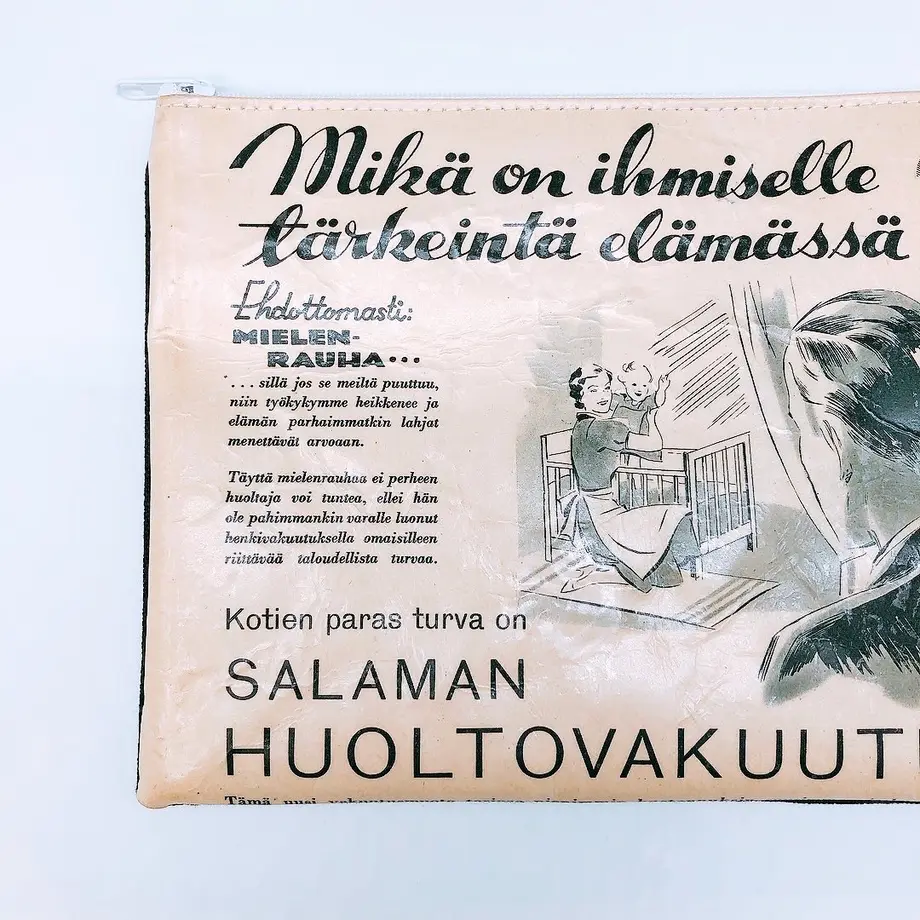 Mikä on ihmiselle
tärkeintä elämässä
Ehdottomasti:
MIELEN-
RAUHA...
... sillä jos se meiltä puuttuu,
niin työkykymme heikkenee ja
elämän parhaimmatkin lahjat
menettävät arvoaan.
Täyttä mielenrauhaa ei perheen
huoltaja voi tuntea, ellei hän
ole pahimmankin varalle luonut
henkivakuutuksella omaisilleen
riittävää taloudellista turvaa.
Kotien paras turva on
SALAMAN
HUOLTOVAKUUT
Tämä uusi